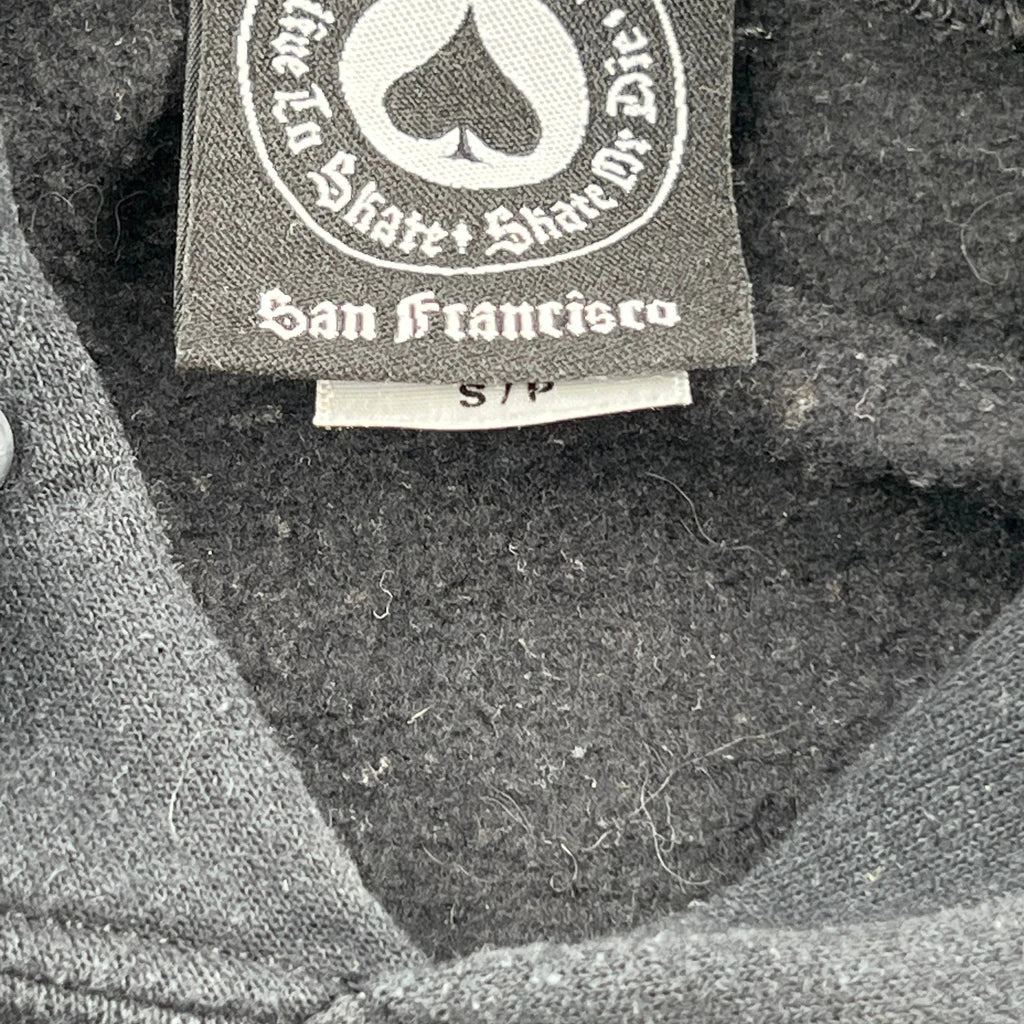 Live To Skate • Skate Or Die •
San Francisco
S / P